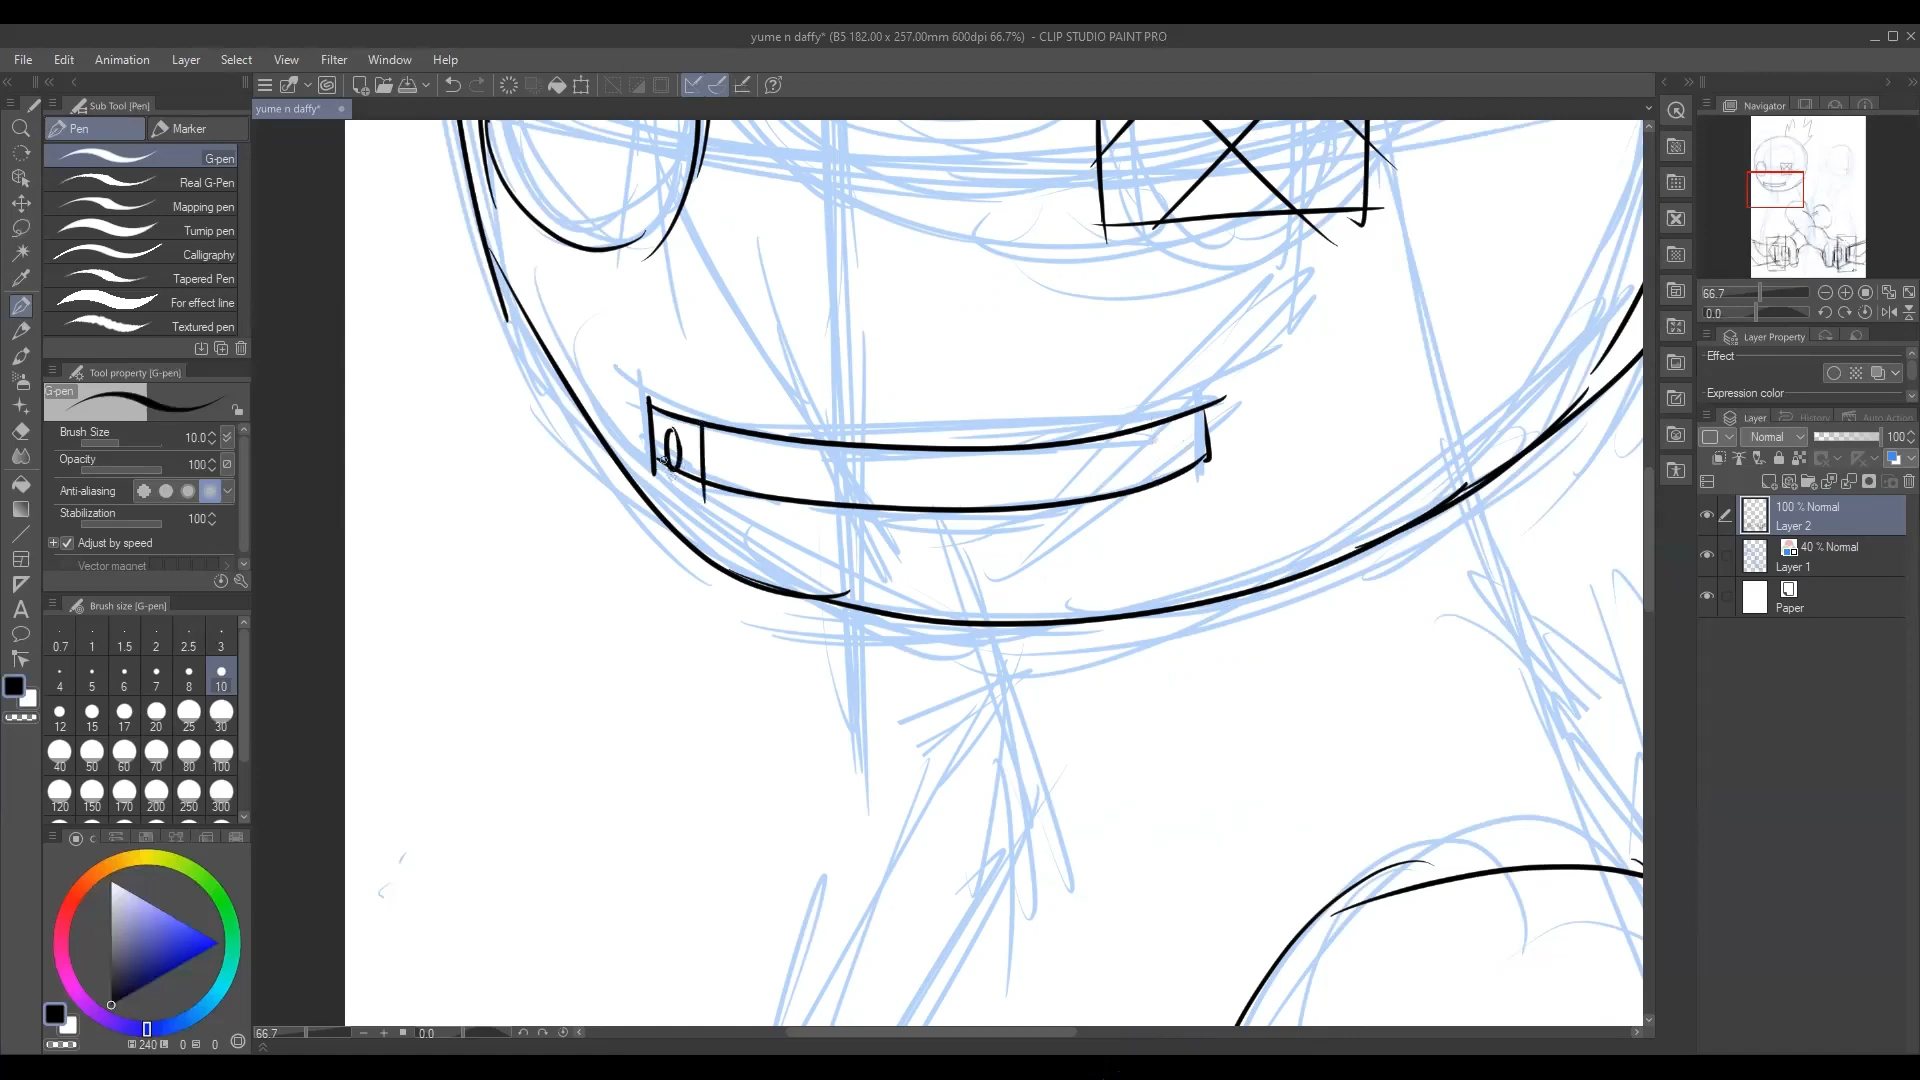 yume n daffy* (B5 182.00 x 257.00mm 600dpi 66.7%) - CLIP STUDIO PAINT PRO
File Edit Animation Layer Select View Filter Window Help
Sub Tool [Pen]
yume n daffy*
Navigator
Pen Marker
G-pen
Real G-Pen
Mapping pen
Turnip pen
Calligraphy
Tapered Pen
For effect line
Textured pen
Tool property [G-pen]
G-pen
Brush Size 10.0
Opacity 100
Anti-aliasing
Stabilization 100
Adjust by speed
Vector magnet
Brush size [G-pen]
0.7 1 1.5 2 2.5 3
4 5 6 7 8 10
12 15 17 20 25 30
40 50 60 70 80 100
120 150 170 200 250 300
C
240 0 0
0
66.7 0.0
66.7
0.0
Layer Property
Effect
Expression color
Layer History Auto Action
Normal 100
100 % Normal
Layer 2
40 % Normal
Layer 1
Paper